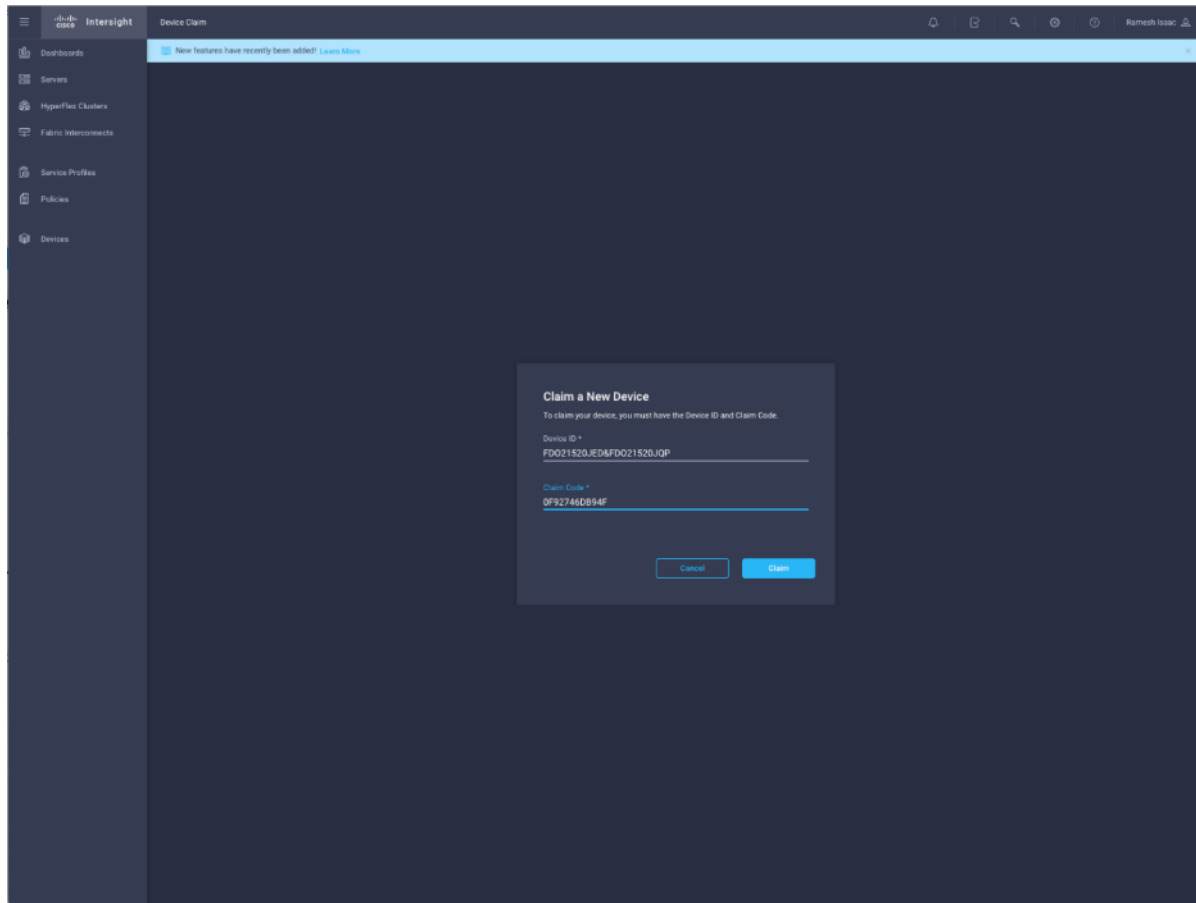 cisco Intersight
Device Claim
Ramesh Isaac
Dashboards
Servers
HyperFlex Clusters
Fabric Interconnects
Service Profiles
Policies
Devices
New features have recently been added! Learn More
Claim a New Device
To claim your device, you must have the Device ID and Claim Code.
Device ID *
FDO21520JED&FDO21520JQP
Claim Code *
0F92746DB94F
Cancel
Claim